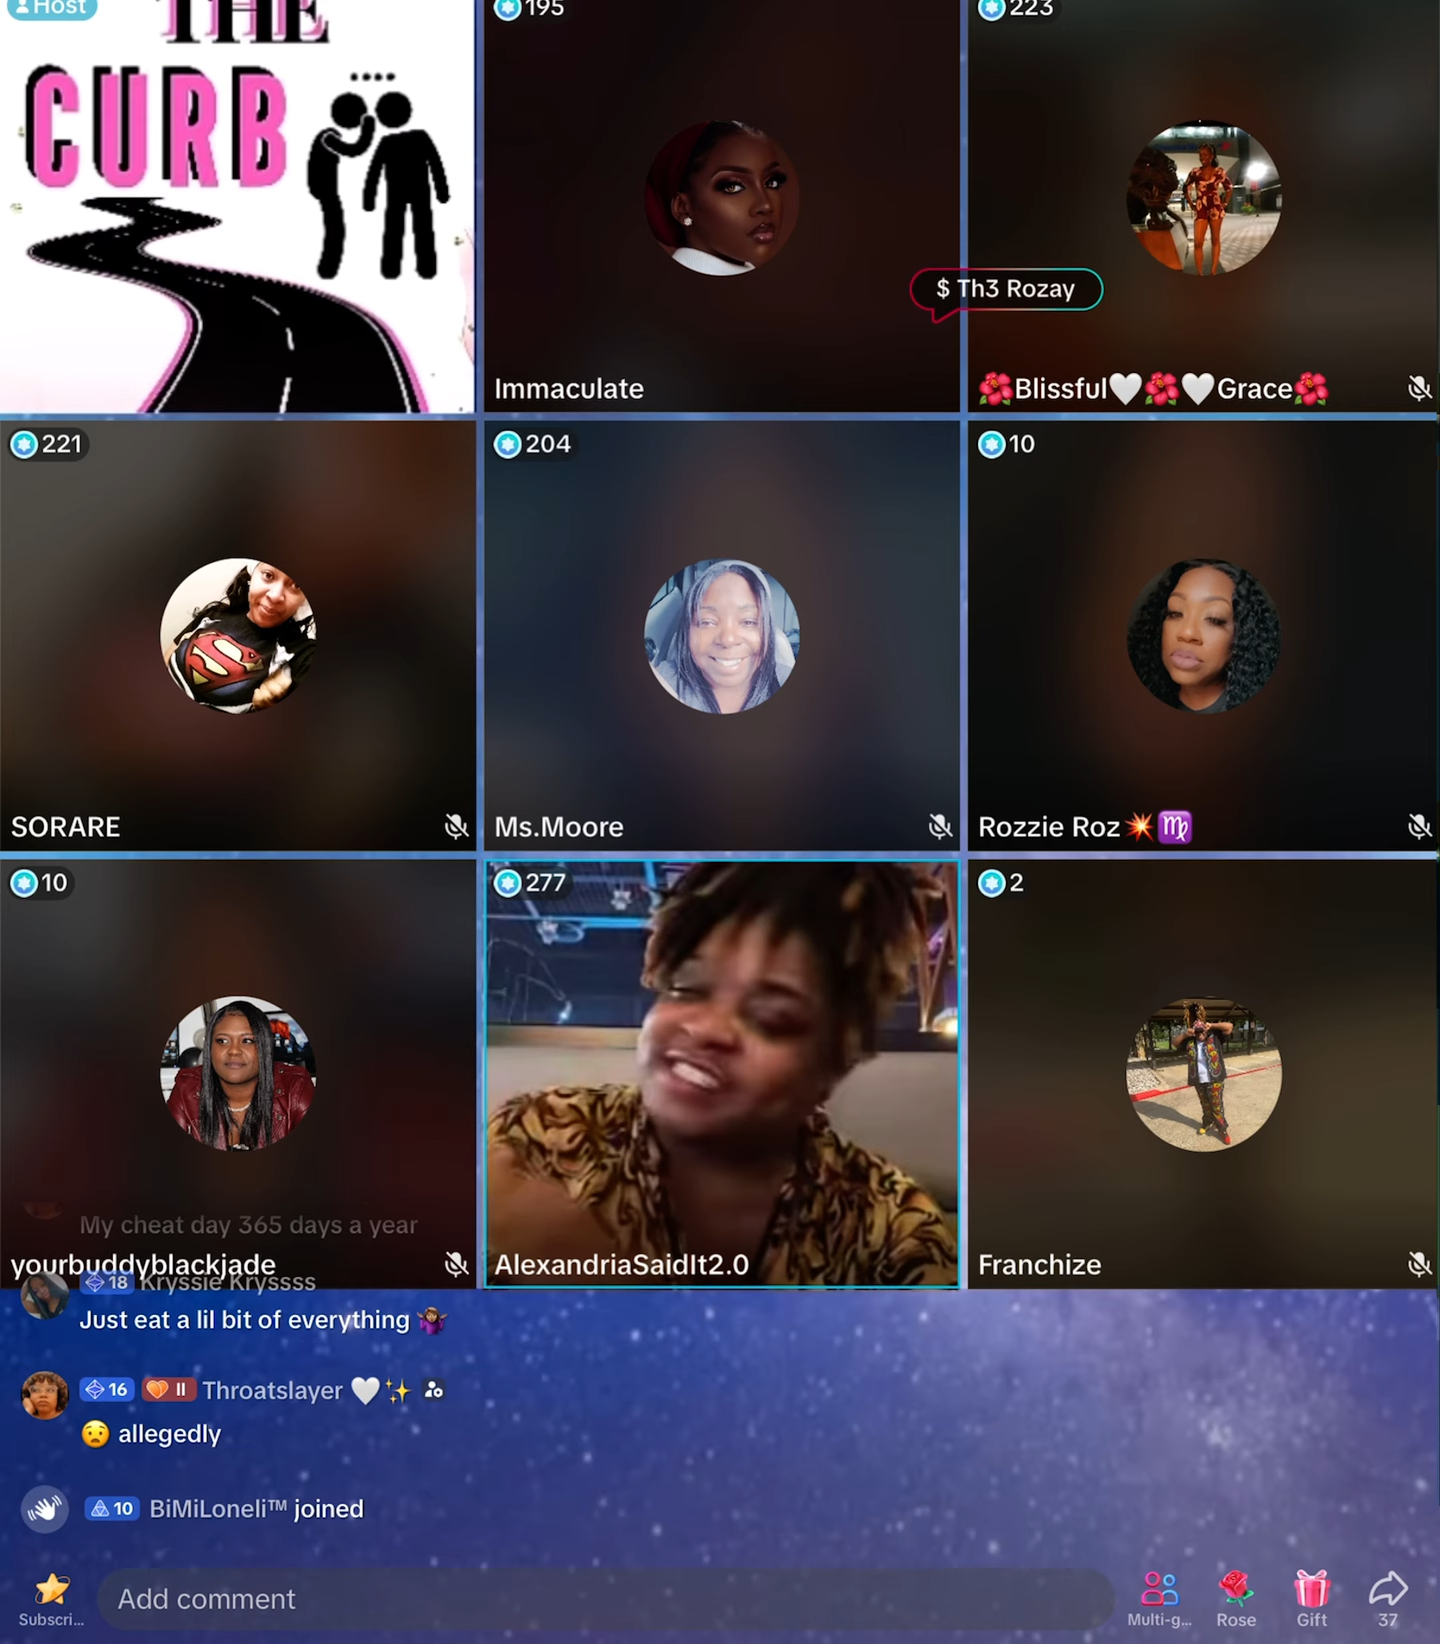 Host
THE
CURB
195
Immaculate
223
$ Th3 Rozay
🌺Blissful🤍🌺🤍Grace🌺
221
SORARE
204
Ms.Moore
10
Rozzie Roz💥♍
10
My cheat day 365 days a year
yourbuddyblackjade
277
AlexandriaSaidIt2.0
2
Franchize
18 Kryssie Kryssss
Just eat a lil bit of everything 🤷🏾‍♀️
16 II Throatslayer 🤍✨
😟 allegedly
10 BiMiLoneli™ joined
Subscri...
Add comment
Multi-g...
Rose
Gift
37